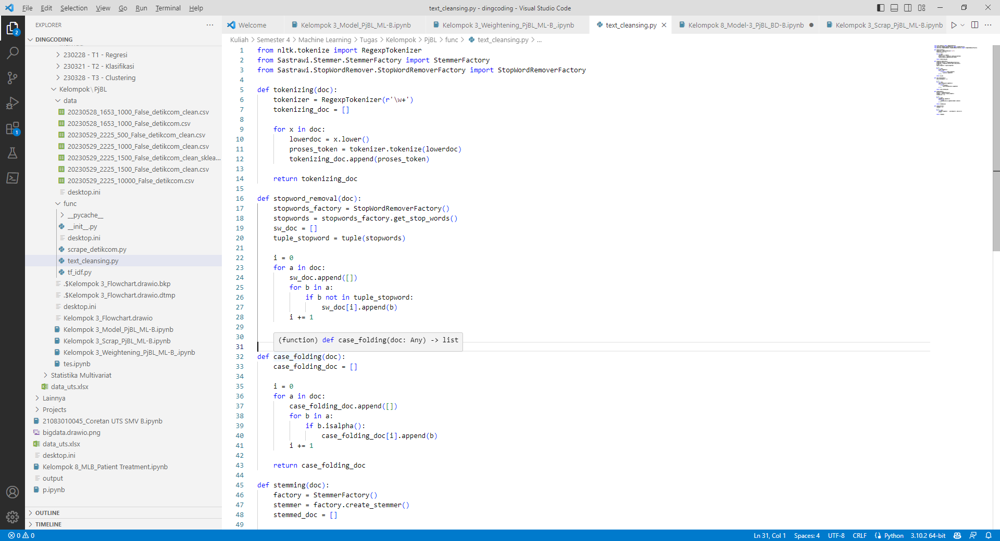 File Edit Selection View Go Run Terminal Help
text_cleansing.py - dingcoding - Visual Studio Code
EXPLORER
DINGCODING
230228 - T1 - Regresi
230321 - T2 - Klasifikasi
230328 - T3 - Clustering
Kelompok \ PjBL
data
20230528_1653_1000_False_detikcom_clean.csv
20230528_1653_1000_False_detikcom.csv
20230529_2225_500_False_detikcom_clean.csv
20230529_2225_1000_False_detikcom_clean.csv
20230529_2225_1500_False_detikcom_clean_sklea...
20230529_2225_1500_False_detikcom_clean.csv
20230529_2225_10000_False_detikcom.csv
desktop.ini
func
__pycache__
__init__.py
desktop.ini
scrape_detikcom.py
text_cleansing.py
tf_idf.py
.$Kelompok 3_Flowchart.drawio.bkp
.$Kelompok 3_Flowchart.drawio.dtmp
desktop.ini
Kelompok 3_Flowchart.drawio
Kelompok 3_Model_PjBL_ML-B.ipynb
Kelompok 3_Scrap_PjBL_ML-B.ipynb
Kelompok 3_Weightening_PjBL_ML-B_.ipynb
tes.ipynb
Statistika Multivariat
data_uts.xlsx
Lainnya
Projects
21083010045_Coretan UTS SMV B.ipynb
bigdata.drawio.png
data_uts.xlsx
desktop.ini
Kelompok 8_MLB_Patient Treatment.ipynb
output
p.ipynb
OUTLINE
TIMELINE
2
1
Welcome
Kelompok 3_Model_PjBL_ML-B.ipynb
Kelompok 3_Weightening_PjBL_ML-B_.ipynb
text_cleansing.py
Kelompok 8_Model-3_PjBL_BD-B.ipynb
Kelompok 3_Scrap_PjBL_ML-B.ipynb
Kuliah > Semester 4 > Machine Learning > Tugas > Kelompok > PjBL > func > text_cleansing.py > ...
1 from nltk.tokenize import RegexpTokenizer
2 from Sastrawi.Stemmer.StemmerFactory import StemmerFactory
3 from Sastrawi.StopWordRemover.StopWordRemoverFactory import StopWordRemoverFactory
4
5 def tokenizing(doc):
6 tokenizer = RegexpTokenizer(r'\w+')
7 tokenizing_doc = []
8
9 for x in doc:
10 lowerdoc = x.lower()
11 proses_token = tokenizer.tokenize(lowerdoc)
12 tokenizing_doc.append(proses_token)
13
14 return tokenizing_doc
15
16 def stopword_removal(doc):
17 stopwords_factory = StopWordRemoverFactory()
18 stopwords = stopwords_factory.get_stop_words()
19 sw_doc = []
20 tuple_stopword = tuple(stopwords)
21
22 i = 0
23 for a in doc:
24 sw_doc.append([])
25 for b in a:
26 if b not in tuple_stopword:
27 sw_doc[i].append(b)
28 i += 1
29
30
(function) def case_folding(doc: Any) -> list
31
32 def case_folding(doc):
33 case_folding_doc = []
34
35 i = 0
36 for a in doc:
37 case_folding_doc.append([])
38 for b in a:
39 if b.isalpha():
40 case_folding_doc[i].append(b)
41 i += 1
42
43 return case_folding_doc
44
45 def stemming(doc):
46 factory = StemmerFactory()
47 stemmer = factory.create_stemmer()
48 stemmed_doc = []
49
0 0
Ln 31, Col 1 Spaces: 4 UTF-8 CRLF Python 3.10.2 64-bit